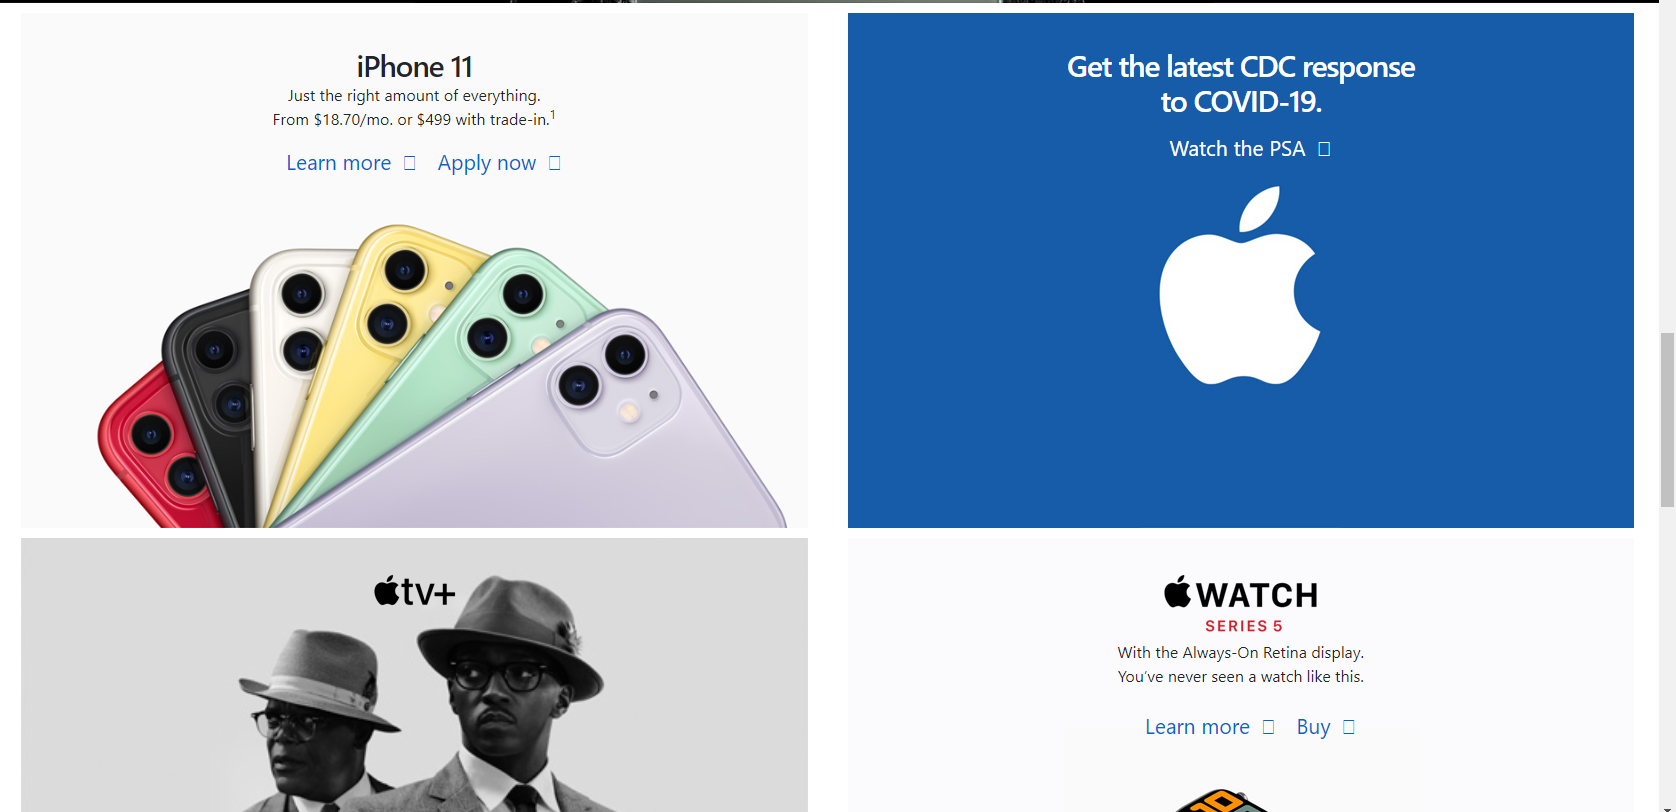 iPhone 11
Just the right amount of everything.
From $18.70/mo. or $499 with trade-in.¹
Learn more Apply now
Get the latest CDC response
to COVID-19.
Watch the PSA
tv+
WATCH
SERIES 5
With the Always-On Retina display.
You’ve never seen a watch like this.
Learn more Buy